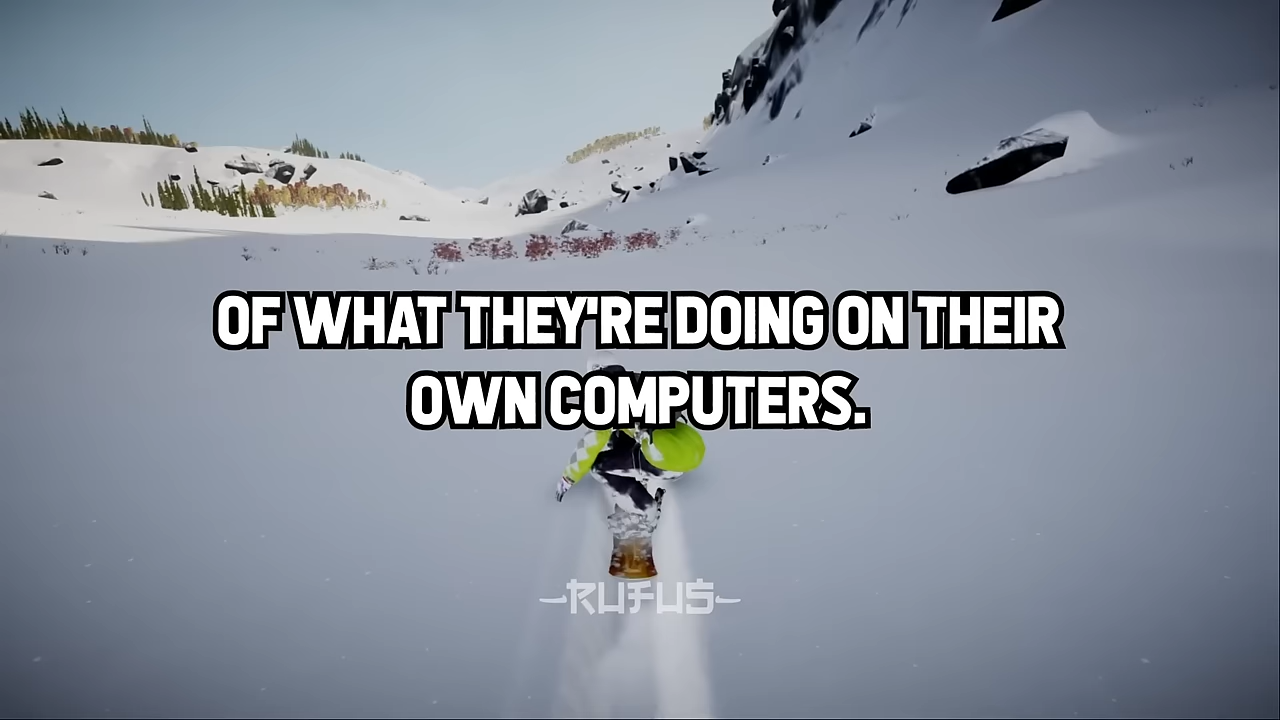 OF WHAT THEY'RE DOING ON THEIR
OWN COMPUTERS.
RUFUS